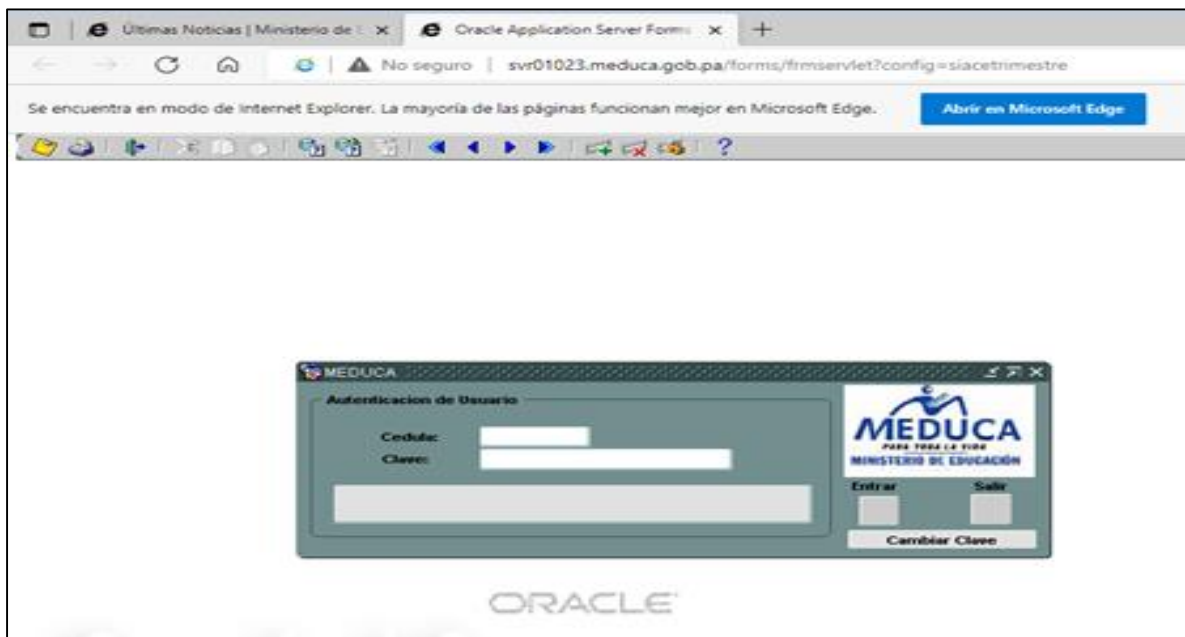 Últimas Noticias | Ministerio de
Oracle Application Server Forms
No seguro | svr01023.meduca.gob.pa/forms/frmservlet?config=siacetrimestre
Se encuentra en modo de Internet Explorer. La mayoría de las páginas funcionan mejor en Microsoft Edge.
Abrir en Microsoft Edge
MEDUCA
Autenticacion de Usuario
Cedula:
Clave:
MEDUCA
PARA TODA LA VIDA
MINISTERIO DE EDUCACIÓN
Entrar Salir
Cambiar Clave
ORACLE